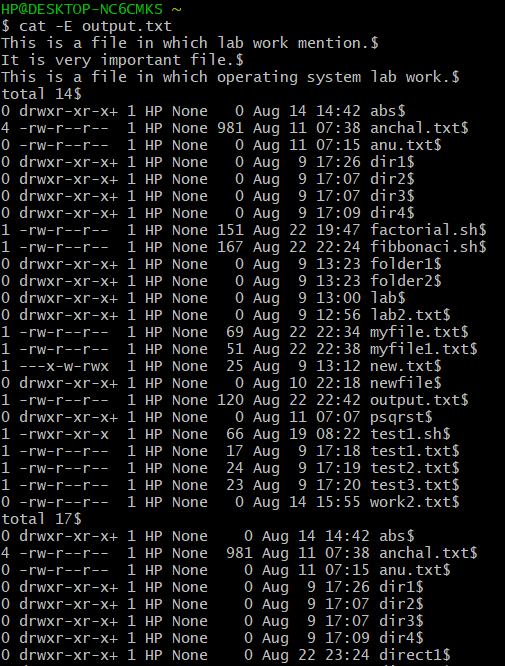 HP@DESKTOP-NC6CMKS ~
$ cat -E output.txt
This is a file in which lab work mention.$
It is very important file.$
This is a file in which operating system lab work.$
total 14$
0 drwxr-xr-x+ 1 HP None   0 Aug 14 14:42 abs$
4 -rw-r--r--  1 HP None 981 Aug 11 07:38 anchal.txt$
0 -rw-r--r--  1 HP None   0 Aug 11 07:15 anu.txt$
0 drwxr-xr-x+ 1 HP None   0 Aug  9 17:26 dir1$
0 drwxr-xr-x+ 1 HP None   0 Aug  9 17:07 dir2$
0 drwxr-xr-x+ 1 HP None   0 Aug  9 17:07 dir3$
0 drwxr-xr-x+ 1 HP None   0 Aug  9 17:09 dir4$
1 -rw-r--r--  1 HP None 151 Aug 22 19:47 factorial.sh$
1 -rw-r--r--  1 HP None 167 Aug 22 22:24 fibbonaci.sh$
0 drwxr-xr-x+ 1 HP None   0 Aug  9 13:23 folder1$
0 drwxr-xr-x+ 1 HP None   0 Aug  9 13:23 folder2$
0 drwxr-xr-x+ 1 HP None   0 Aug  9 13:00 lab$
0 drwxr-xr-x+ 1 HP None   0 Aug  9 12:56 lab2.txt$
1 -rw-r--r--  1 HP None  69 Aug 22 22:34 myfile.txt$
1 -rw-r--r--  1 HP None  51 Aug 22 22:38 myfile1.txt$
1 ---x-w-rwx  1 HP None  25 Aug  9 13:12 new.txt$
0 drwxr-xr-x+ 1 HP None   0 Aug 10 22:18 newfile$
1 -rw-r--r--  1 HP None 120 Aug 22 22:42 output.txt$
0 drwxr-xr-x+ 1 HP None   0 Aug 11 07:07 psqrst$
1 -rwxr-xr-x  1 HP None  66 Aug 19 08:22 test1.sh$
1 -rw-r--r--  1 HP None  17 Aug  9 17:18 test1.txt$
1 -rw-r--r--  1 HP None  24 Aug  9 17:19 test2.txt$
1 -rw-r--r--  1 HP None  23 Aug  9 17:20 test3.txt$
0 -rw-r--r--  1 HP None   0 Aug 14 15:55 work2.txt$
total 17$
0 drwxr-xr-x+ 1 HP None    0 Aug 14 14:42 abs$
4 -rw-r--r--  1 HP None  981 Aug 11 07:38 anchal.txt$
0 -rw-r--r--  1 HP None    0 Aug 11 07:15 anu.txt$
0 drwxr-xr-x+ 1 HP None    0 Aug  9 17:26 dir1$
0 drwxr-xr-x+ 1 HP None    0 Aug  9 17:07 dir2$
0 drwxr-xr-x+ 1 HP None    0 Aug  9 17:07 dir3$
0 drwxr-xr-x+ 1 HP None    0 Aug  9 17:09 dir4$
0 drwxr-xr-x+ 1 HP None    0 Aug 22 23:24 direct1$